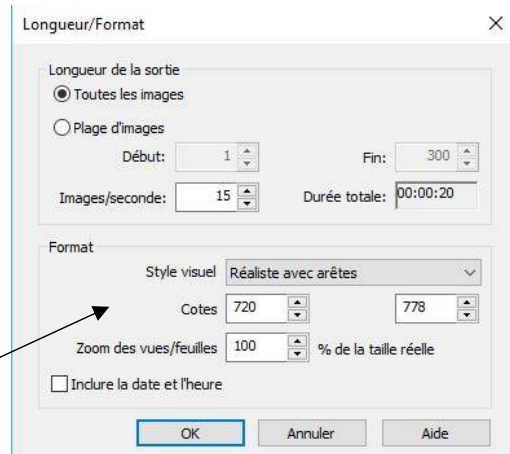 Longueur/Format
Longueur de la sortie
Toutes les images
Plage d'images
Début: 1 Fin: 300
Images/seconde: 15 Durée totale: 00:00:20
Format
Style visuel Réaliste avec arêtes
Cotes 720 778
Zoom des vues/feuilles 100 % de la taille réelle
Inclure la date et l'heure
OK Annuler Aide